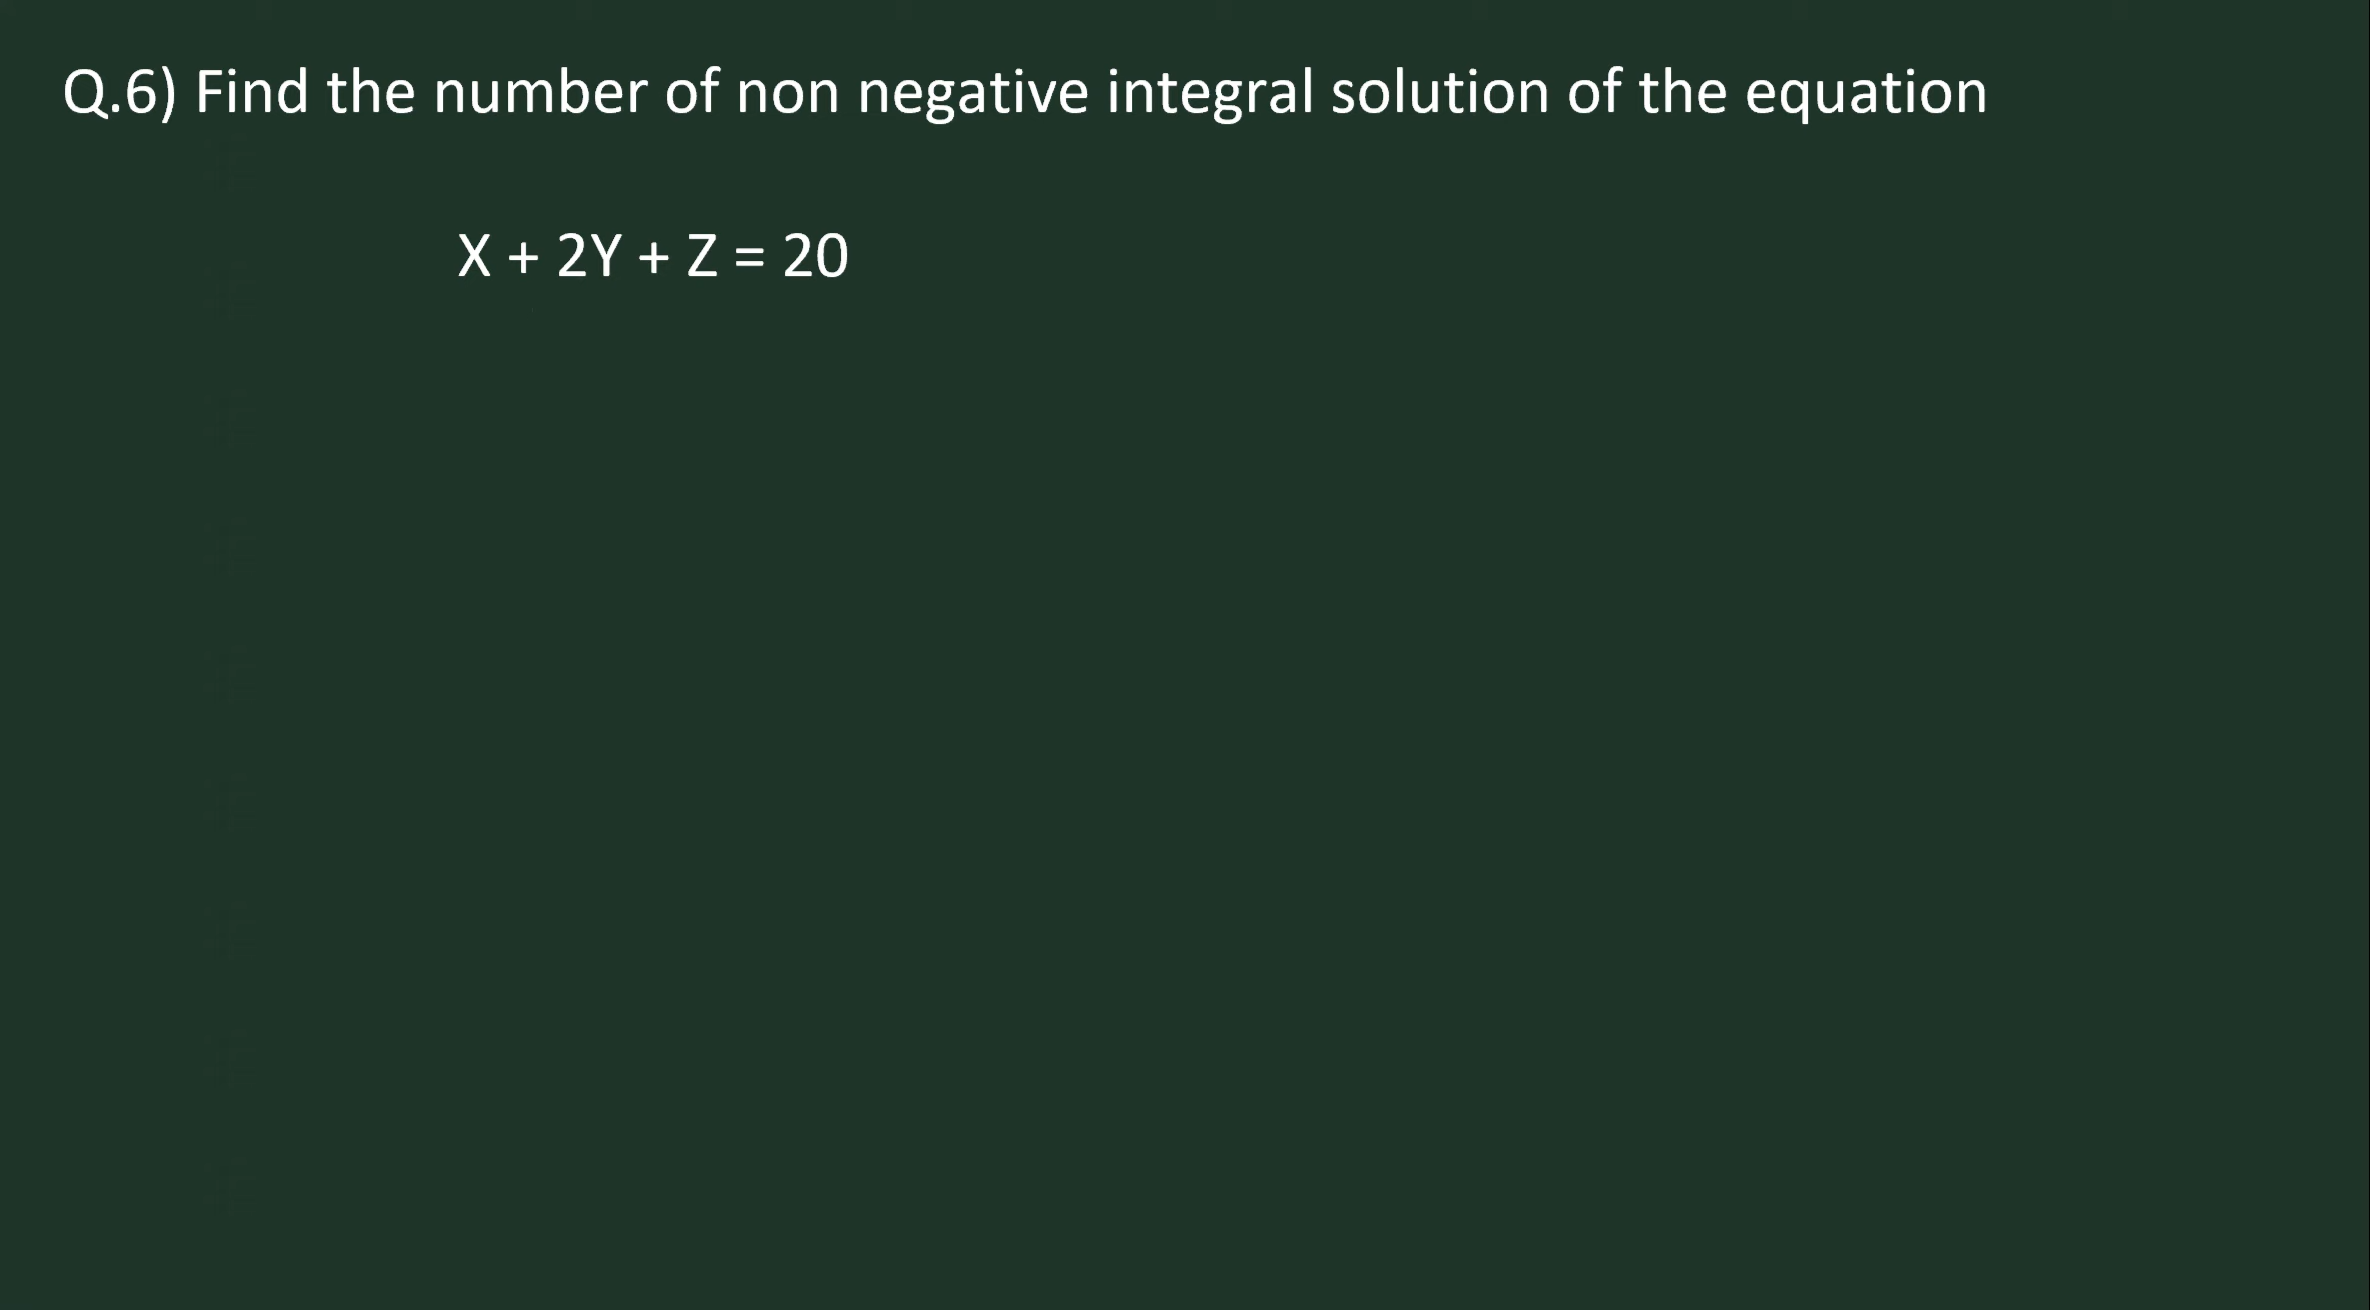 Q.6) Find the number of non negative integral solution of the equation
X + 2Y + Z = 20